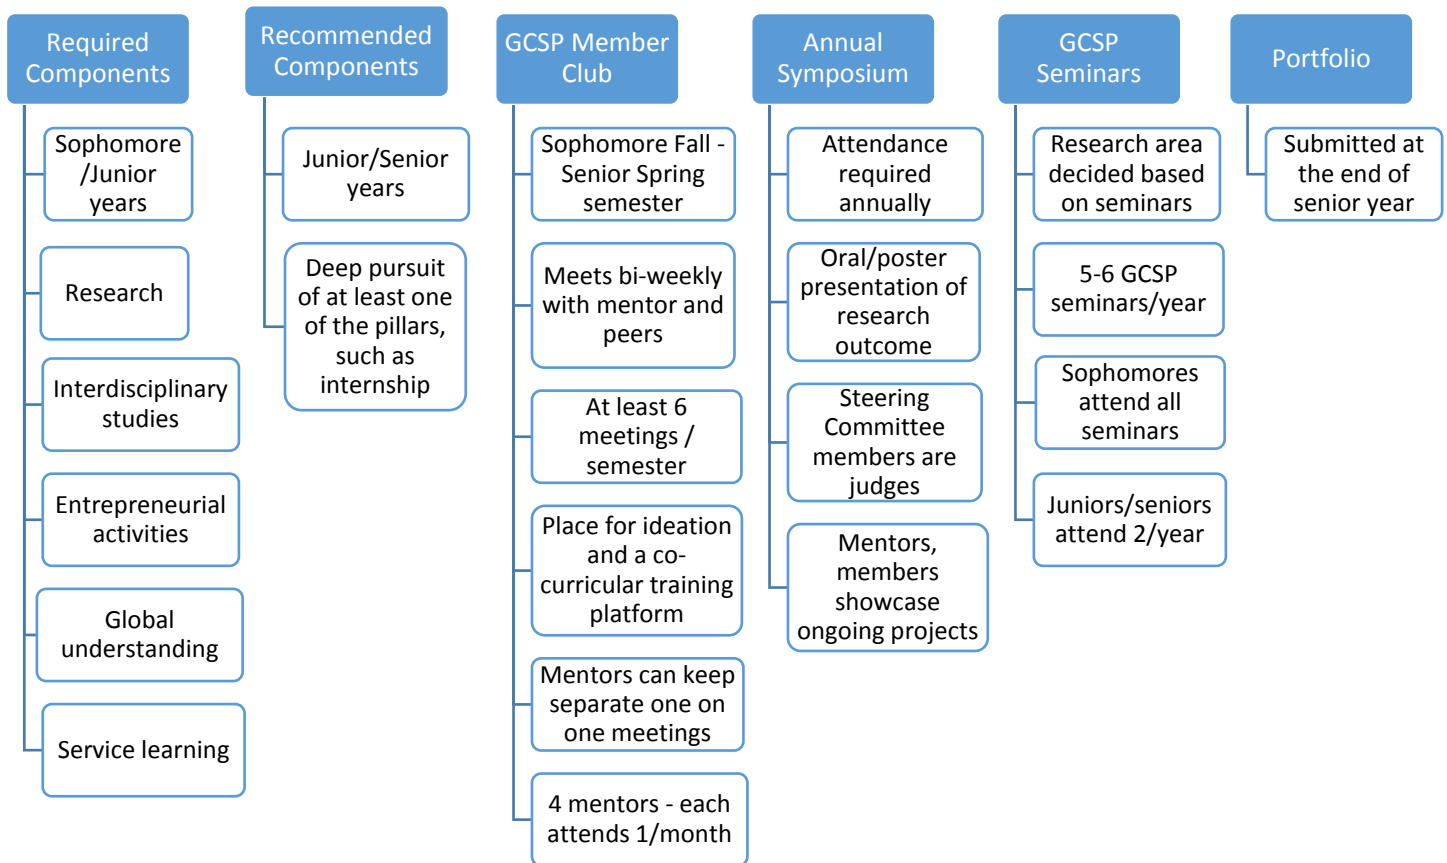 Required
Components
Sophomore
/Junior
years
Research
Interdisciplinary
studies
Entrepreneurial
activities
Global
understanding
Service learning
Recommended
Components
Junior/Senior
years
Deep pursuit
of at least one
of the pillars,
such as
internship
GCSP Member
Club
Sophomore Fall -
Senior Spring
semester
Meets bi-weekly
with mentor and
peers
At least 6
meetings /
semester
Place for ideation
and a co-
curricular training
platform
Mentors can keep
separate one on
one meetings
4 mentors - each
attends 1/month
Annual
Symposium
Attendance
required
annually
Oral/poster
presentation of
research
outcome
Steering
Committee
members are
judges
Mentors,
members
showcase
ongoing projects
GCSP
Seminars
Research area
decided based
on seminars
5-6 GCSP
seminars/year
Sophomores
attend all
seminars
Juniors/seniors
attend 2/year
Portfolio
Submitted at
the end of
senior year